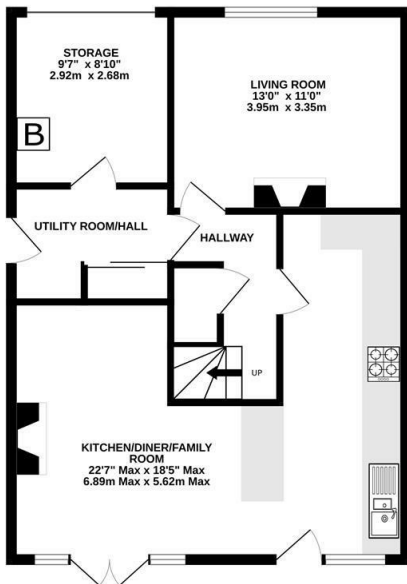 STORAGE
9'7" x 8'10"
2.92m x 2.68m
LIVING ROOM
13'0" x 11'0"
3.95m x 3.35m
B
UTILITY ROOM/HALL
HALLWAY
UP
KITCHEN/DINER/FAMILY
ROOM
22'7" Max x 18'5" Max
6.89m Max x 5.62m Max